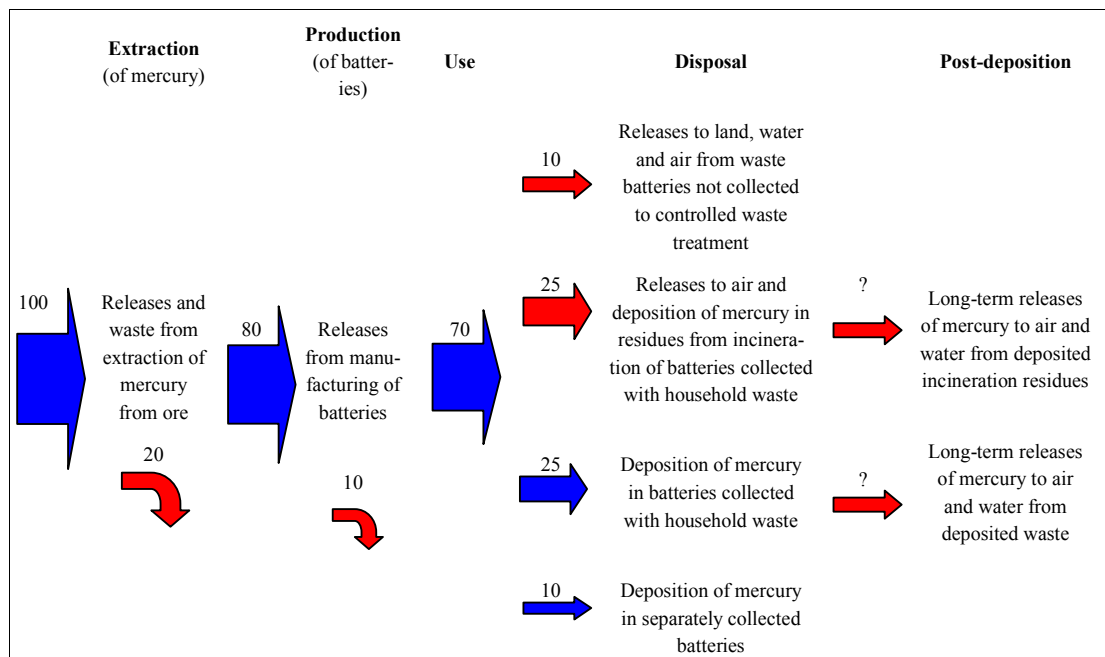 Extraction
(of mercury)
Production
(of batter-
ies)
Use
Disposal
Post-deposition
100
Releases and
waste from
extraction of
mercury
from ore
20
80
Releases
from manu-
facturing of
batteries
10
70
10
Releases to land, water
and air from waste
batteries not collected
to controlled waste
treatment
25
Releases to air and
deposition of mercury in
residues from incinera-
tion of batteries collected
with household waste
?
Long-term releases
of mercury to air and
water from deposited
incineration residues
25
Deposition of mercury
in batteries collected
with household waste
?
Long-term releases
of mercury to air
and water from
deposited waste
10
Deposition of mercury
in separately collected
batteries